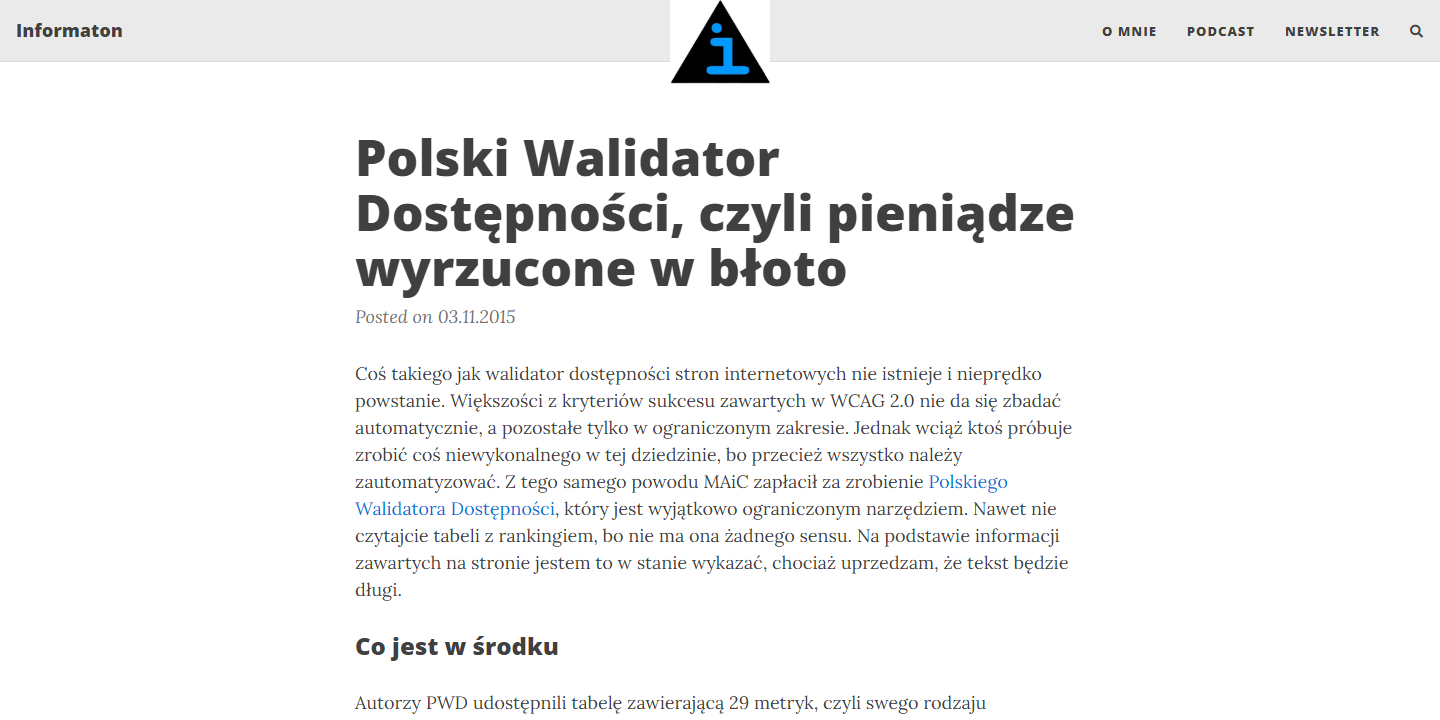 Informaton
i
O MNIE
PODCAST
NEWSLETTER
Polski Walidator
Dostępności, czyli pieniądze
wyrzucone w błoto
Posted on 03.11.2015
Coś takiego jak walidator dostępności stron internetowych nie istnieje i nieprędko
powstanie. Większości z kryteriów sukcesu zawartych w WCAG 2.0 nie da się zbadać
automatycznie, a pozostałe tylko w ograniczonym zakresie. Jednak wciąż ktoś próbuje
zrobić coś niewykonalnego w tej dziedzinie, bo przecież wszystko należy
zautomatyzować. Z tego samego powodu MAiC zapłacił za zrobienie Polskiego
Walidatora Dostępności, który jest wyjątkowo ograniczonym narzędziem. Nawet nie
czytajcie tabeli z rankingiem, bo nie ma ona żadnego sensu. Na podstawie informacji
zawartych na stronie jestem to w stanie wykazać, chociaż uprzedzam, że tekst będzie
długi.
Co jest w środku
Autorzy PWD udostępnili tabelę zawierającą 29 metryk, czyli swego rodzaju